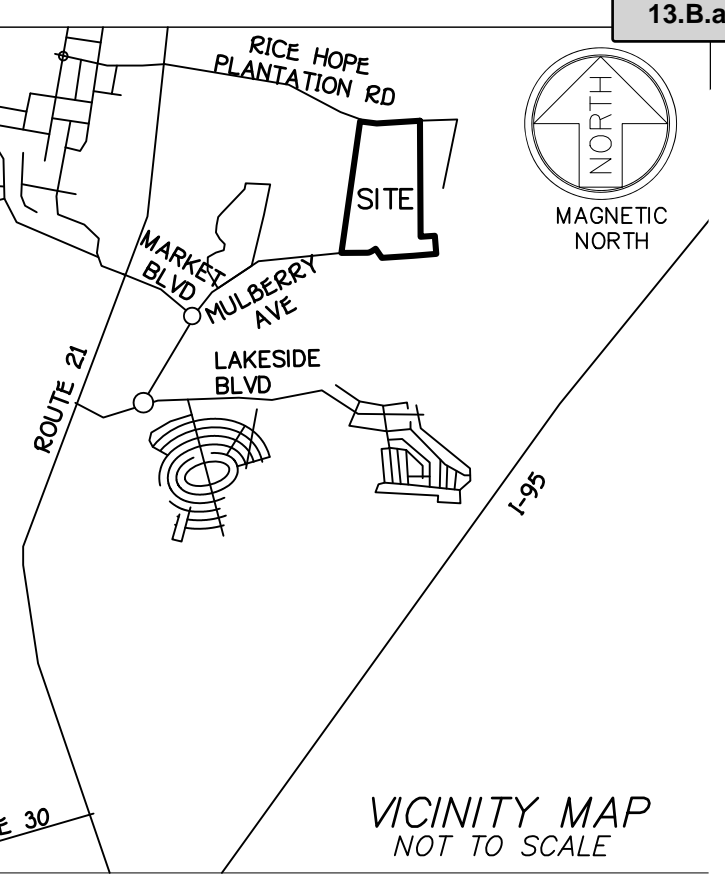 13.B.a
RICE HOPE
PLANTATION RD
NORTH
SITE
MAGNETIC
NORTH
MARKET
BLVD
MULBERRY
AVE
LAKESIDE
BLVD
ROUTE 21
I-95
E 30
VICINITY MAP
NOT TO SCALE